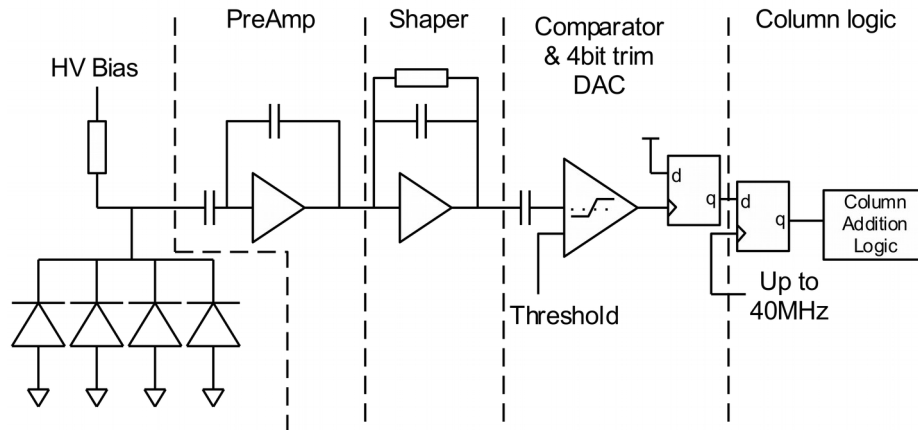 PreAmp
Shaper
Comparator
& 4bit trim
DAC
Column logic
HV Bias
d
q
d
q
Column
Addition
Logic
Threshold
Up to
40MHz